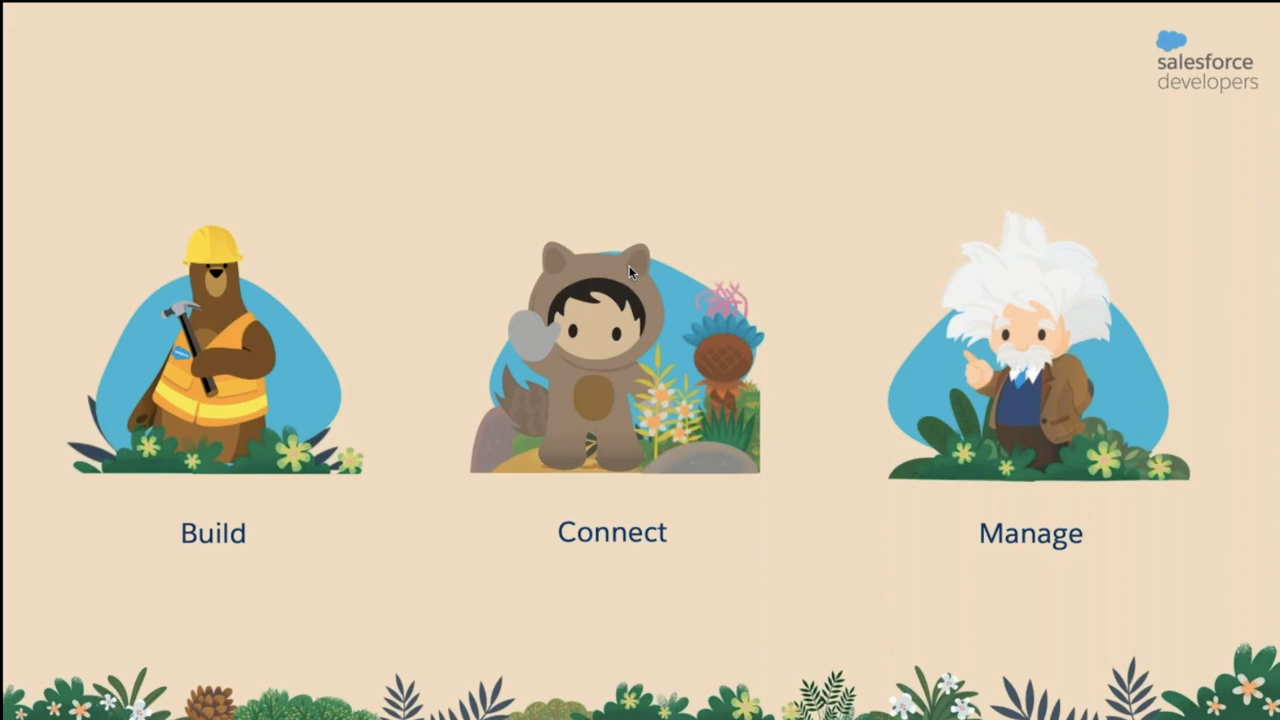 salesforce
developers
Build
Connect
Manage